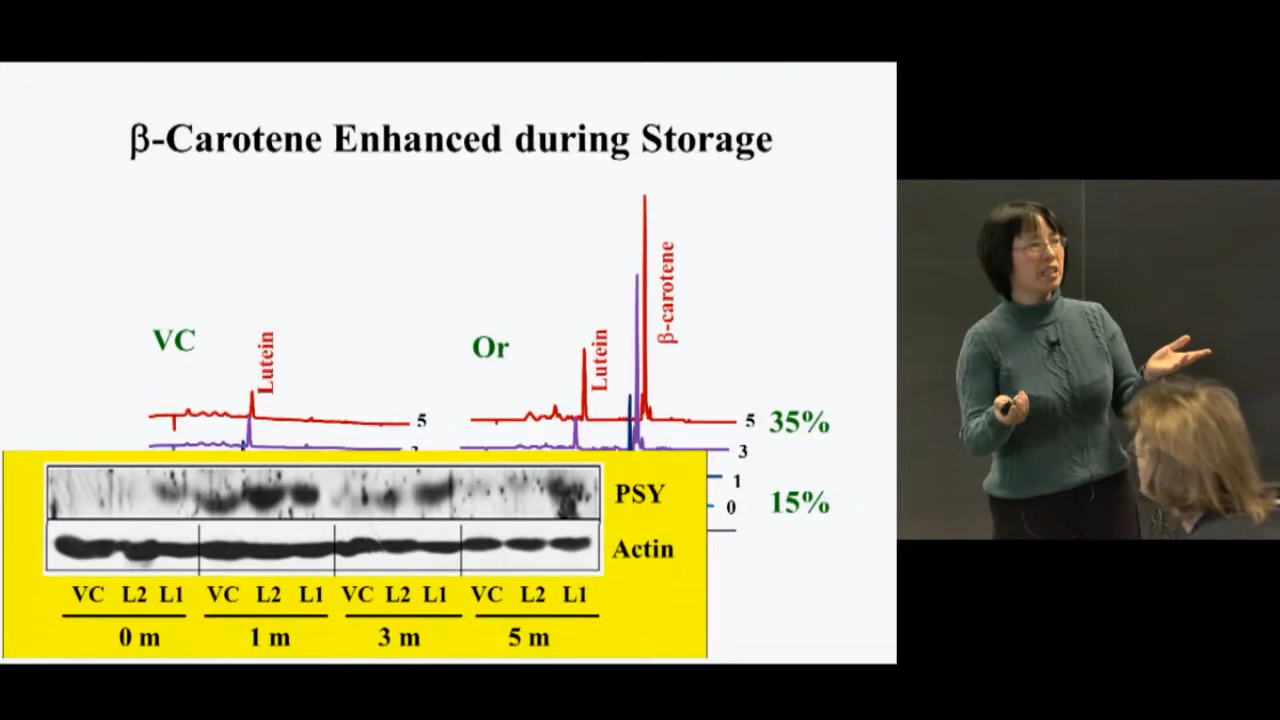 β-Carotene Enhanced during Storage
VC
Lutein
Or
Lutein
β-carotene
5
5 35%
3
1
0 15%
PSY
Actin
VC L2 L1 VC L2 L1 VC L2 L1 VC L2 L1
0 m 1 m 3 m 5 m